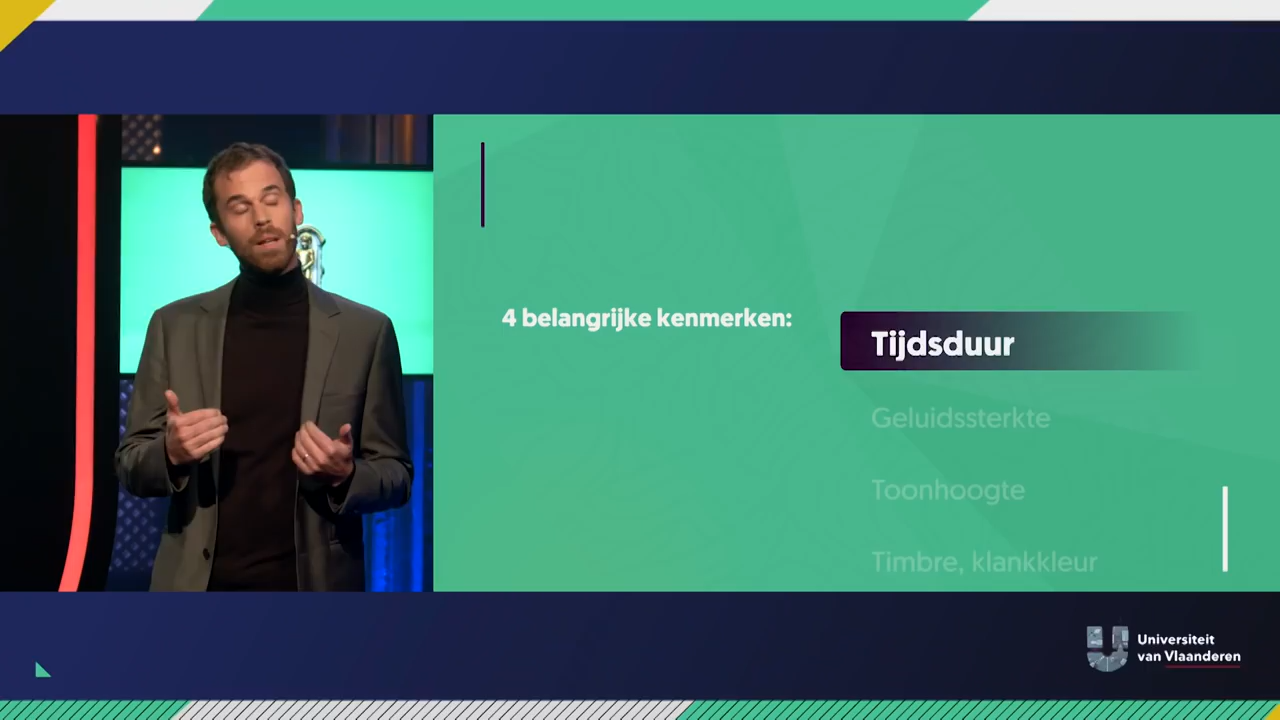 4 belangrijke kenmerken:
Tijdsduur
Geluidssterkte
Toonhoogte
Timbre, klankkleur
Universiteit
van Vlaanderen